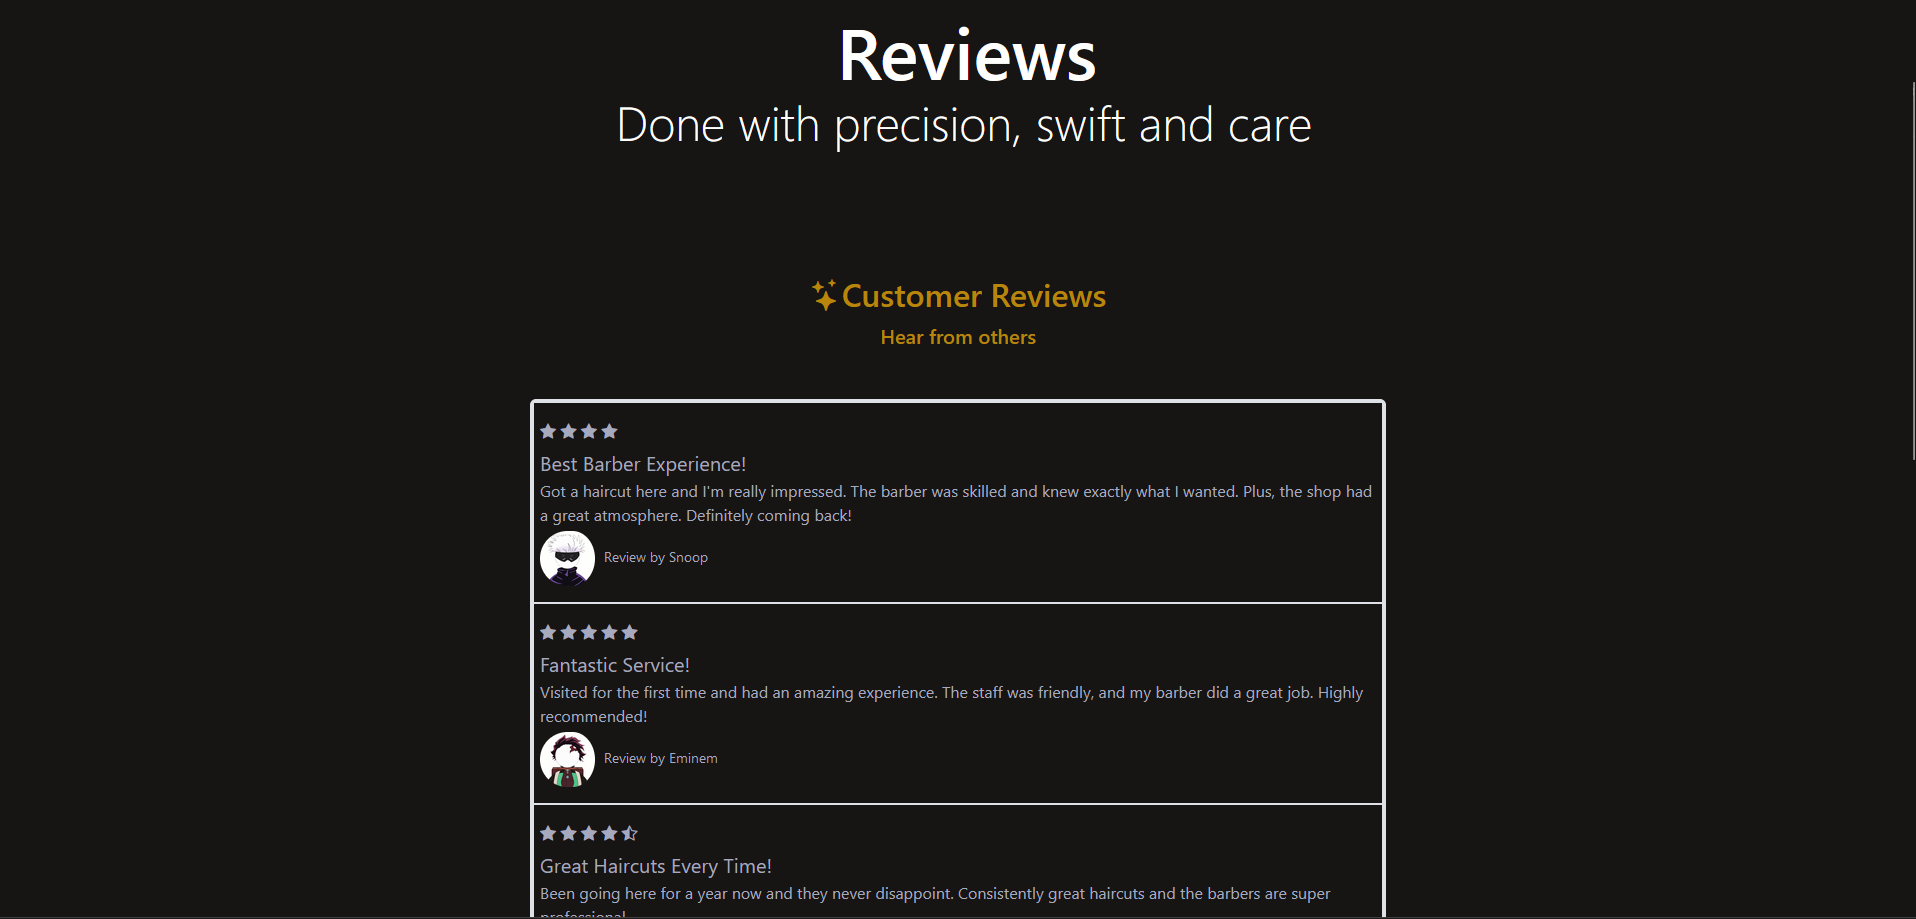 Reviews
Done with precision, swift and care
Customer Reviews
Hear from others
Best Barber Experience!
Got a haircut here and I'm really impressed. The barber was skilled and knew exactly what I wanted. Plus, the shop had
a great atmosphere. Definitely coming back!
Review by Snoop
Fantastic Service!
Visited for the first time and had an amazing experience. The staff was friendly, and my barber did a great job. Highly
recommended!
Review by Eminem
Great Haircuts Every Time!
Been going here for a year now and they never disappoint. Consistently great haircuts and the barbers are super
professional